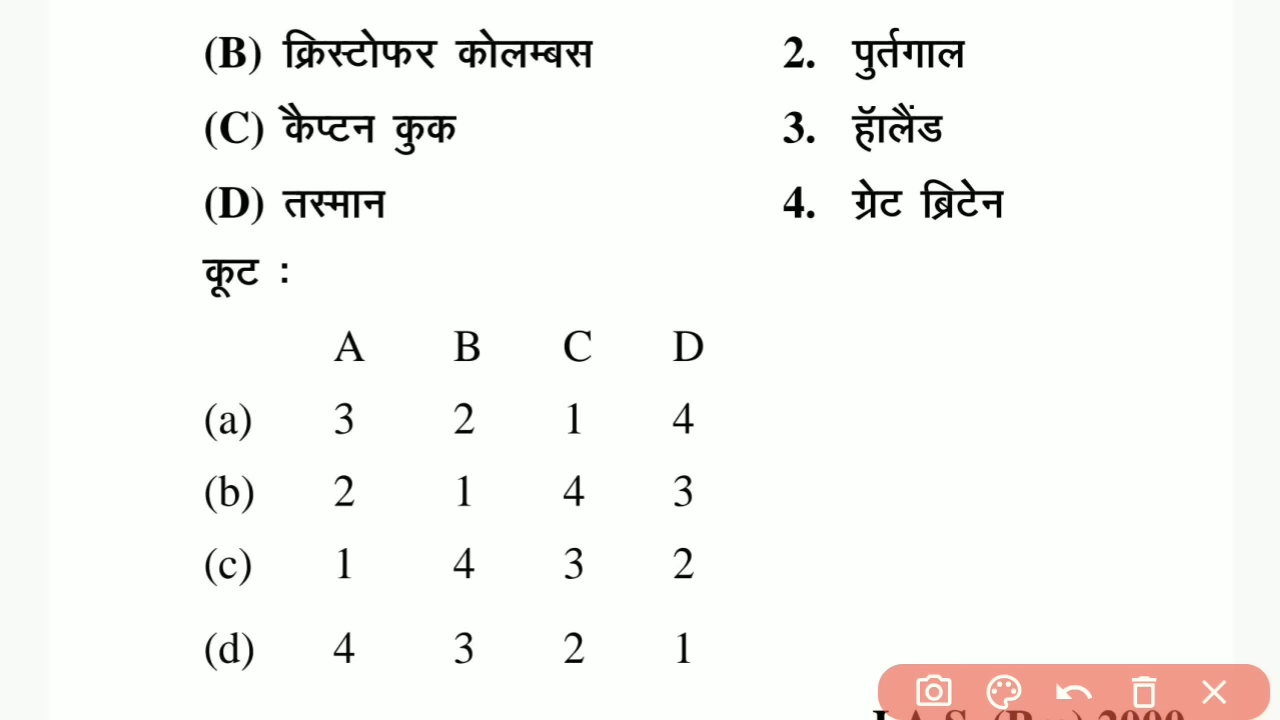 (B) क्रिस्टोफर कोलम्बस 2. पुर्तगाल
(C) कैप्टन कुक 3. हॅालैंड
(D) तस्मान 4. ग्रेट ब्रिटेन
कूट :
A B C D
(a) 3 2 1 4
(b) 2 1 4 3
(c) 1 4 3 2
(d) 4 3 2 1